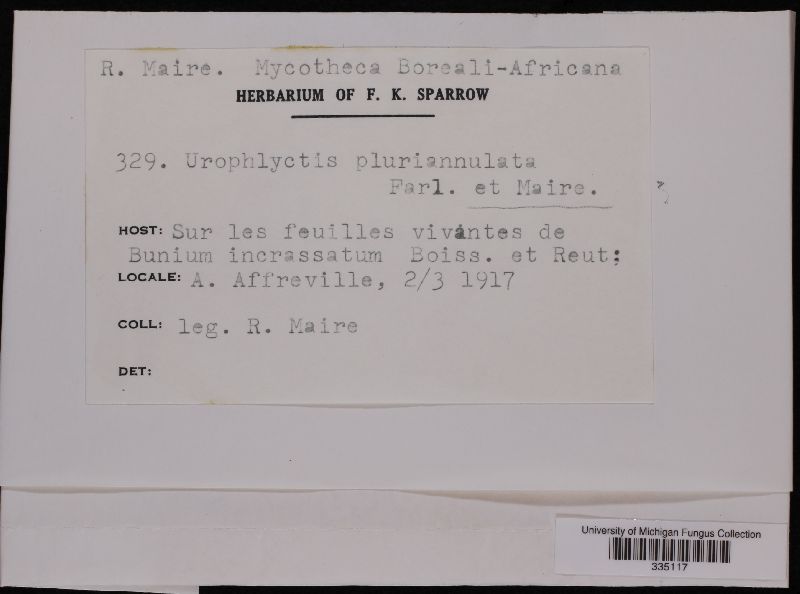 R. Maire. Mycotheca Boreali-Africana
HERBARIUM OF F. K. SPARROW
329. Urophlyctis pluriannulata
Farl. et Maire.
HOST: Sur les feuilles vivantes de
Bunium incrassatum Boiss. et Reut;
LOCALE: A. Affreville, 2/3 1917
COLL: leg. R. Maire
DET:
University of Michigan Fungus Collection
335117